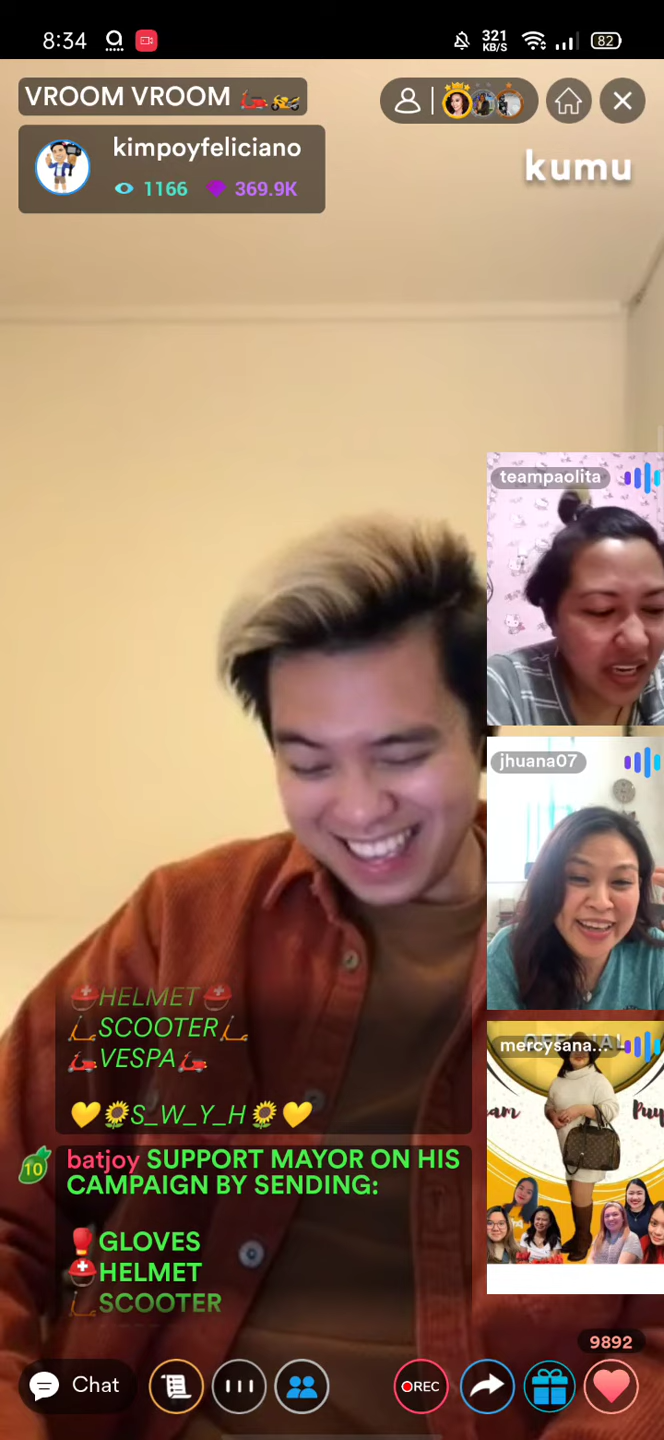 8:34
321
KB/S
82
VROOM VROOM 🛵🏍️
kimpoyfeliciano
1166 369.9K
kumu
teampaolita
jhuana07
mercysana...
🪖HELMET🪖
🛴SCOOTER🛴
🛵VESPA🛵
💛🌻S_W_Y_H🌻💛
10 batjoy SUPPORT MAYOR ON HIS
CAMPAIGN BY SENDING:
🥊GLOVES
⛑️HELMET
🛴SCOOTER
9892
Chat
REC